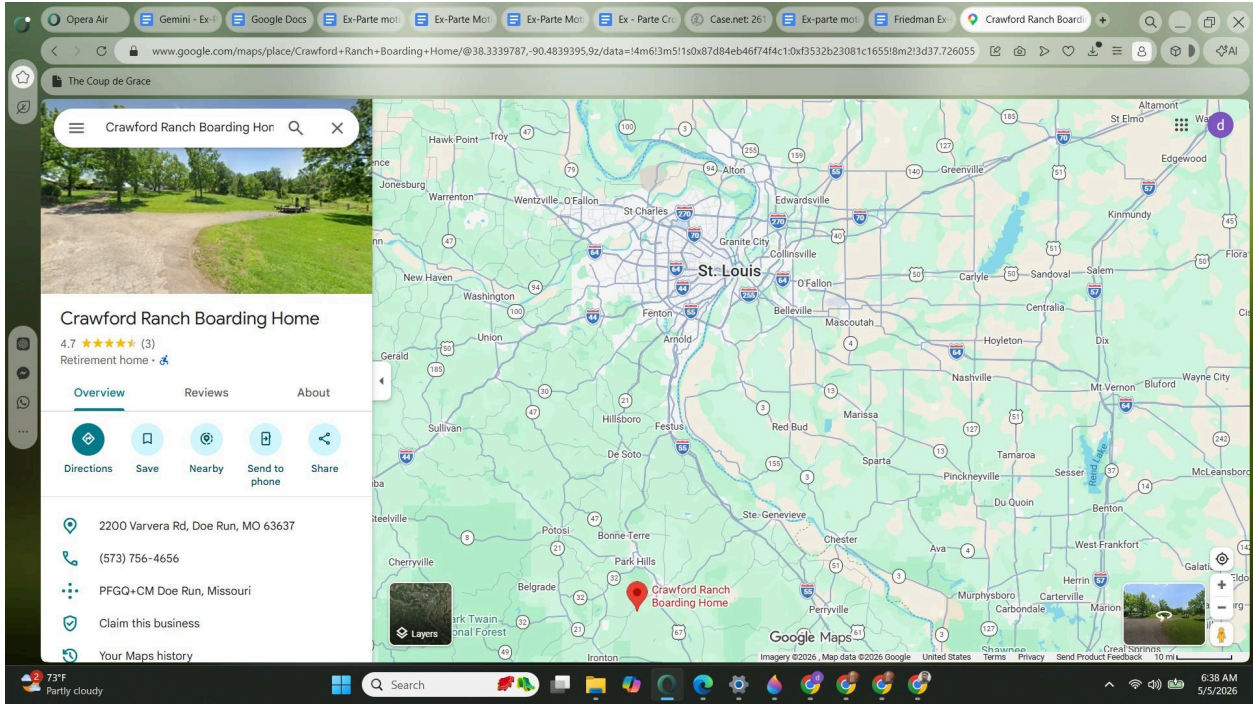 Opera Air
Gemini - Ex-F
Google Docs
Ex-Parte moti
Ex-Parte Mot
Ex-Parte Mot
Ex - Parte Cro
Case.net: 261
Ex-parte mot
Friedman Ex-
Crawford Ranch Boardi
www.google.com/maps/place/Crawford+Ranch+Boarding+Home/@38.3339787,-90.4839395,9z/data=!4m6!3m5!1s0x87d84eb46f74f4c1:0xf3532b23081c1655!8m2!3d37.726055
AI
The Coup de Grace
Crawford Ranch Boarding Hor
Crawford Ranch Boarding Home
4.7 (3)
Retirement home ·
Overview Reviews About
Directions Save Nearby Send to phone Share
2200 Varvera Rd, Doe Run, MO 63637
(573) 756-4656
PFGQ+CM Doe Run, Missouri
Claim this business
Your Maps history
Altamont
St Elmo
d
Hawk Point
Troy
Alton
Greenville
Edgewood
Jonesburg
Warrenton
Wentzville
O'Fallon
St Charles
Edwardsville
Kinmundy
Granite City
Collinsville
Flora
New Haven
St. Louis
O'Fallon
Carlyle
Sandoval
Salem
Washington
Fenton
Belleville
Mascoutah
Centralia
Union
Arnold
Hoyleton
Dix
Gerald
Nashville
Mt Vernon
Bluford
Wayne City
Sullivan
Hillsboro
Festus
Red Bud
Marissa
De Soto
Sparta
Tamaroa
Pinckneyville
Sesser
Rend Lake
McLeansboro
Du Quoin
Benton
Steelville
Potosi
Bonne Terre
Ste. Genevieve
Chester
Ava
West Frankfort
Cherryville
Park Hills
Belgrade
Crawford Ranch
Boarding Home
Herrin
Murphysboro
Carterville
Carbondale
Marion
Perryville
Layers
Ironton
Google Maps
Shawnee
Creal Springs
Imagery ©2026 , Map data ©2026 Google United States Terms Privacy Send Product Feedback 10 mi
2
73°F
Partly cloudy
Search
6:38 AM
5/5/2026